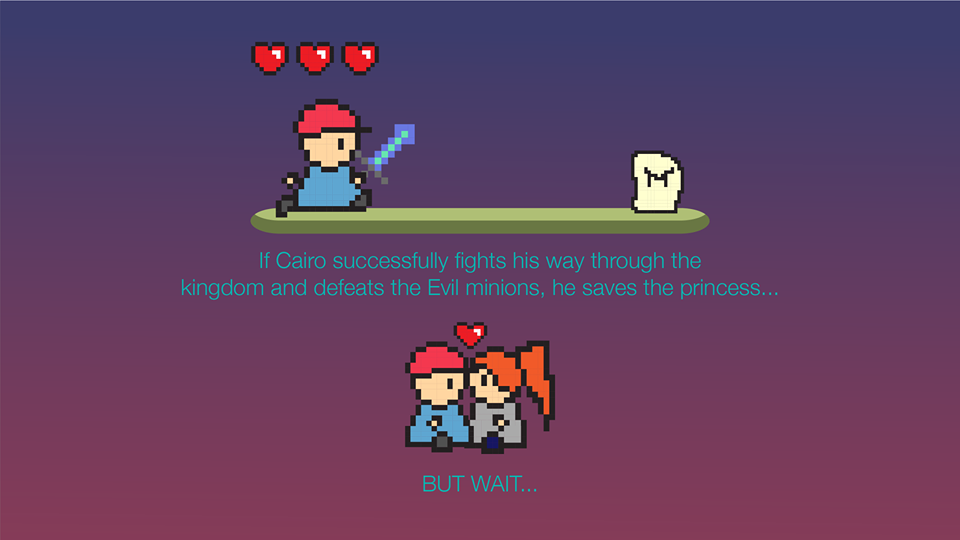 If Cairo successfully fights his way through the
kingdom and defeats the Evil minions, he saves the princess...
BUT WAIT...